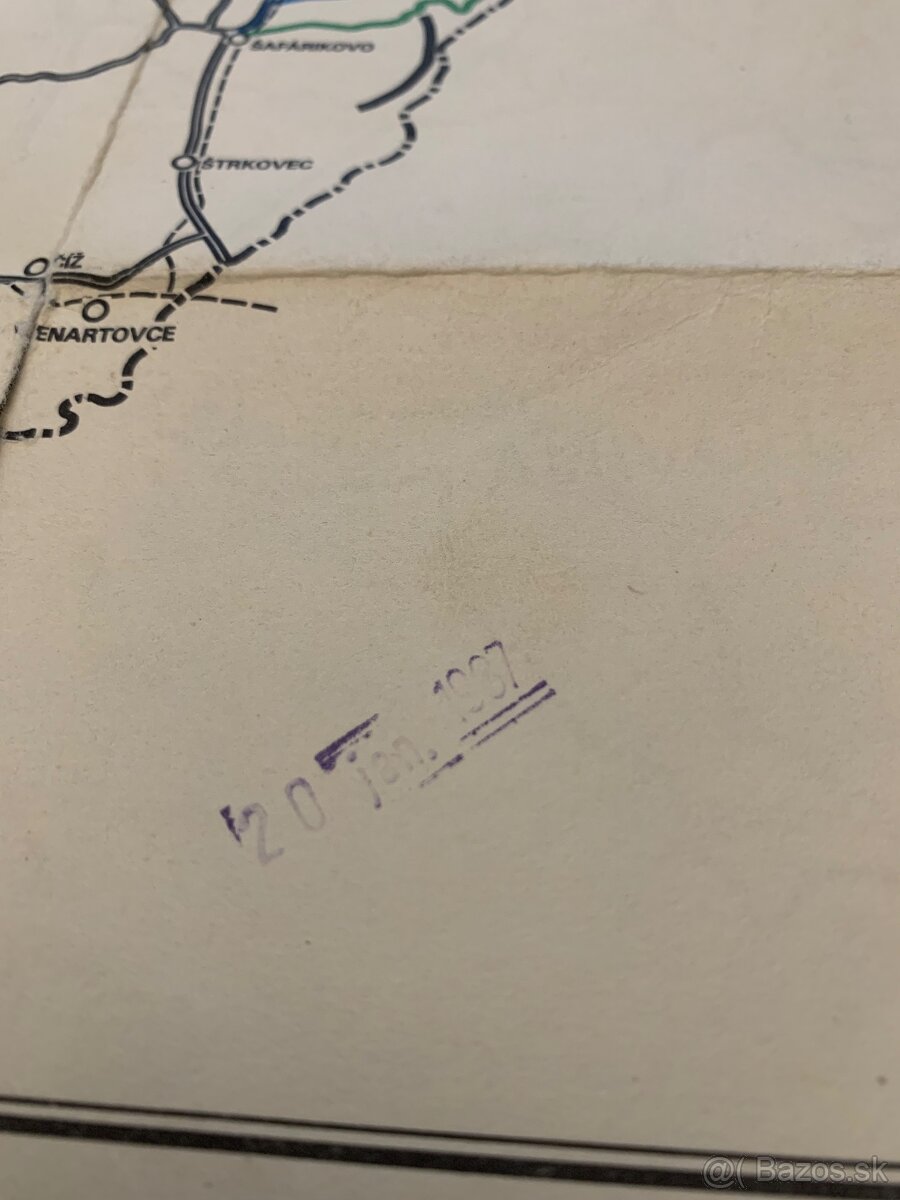 ŠAFÁRIKOVO
ŠTRKOVEC
ČÍŽ
ENARTOVCE
20 jan. 1987
@( Bazos.sk